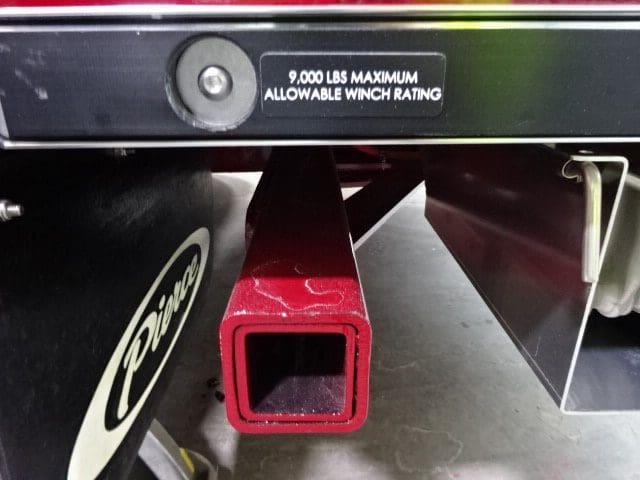 9,000 LBS MAXIMUM
ALLOWABLE WINCH RATING
Pierce